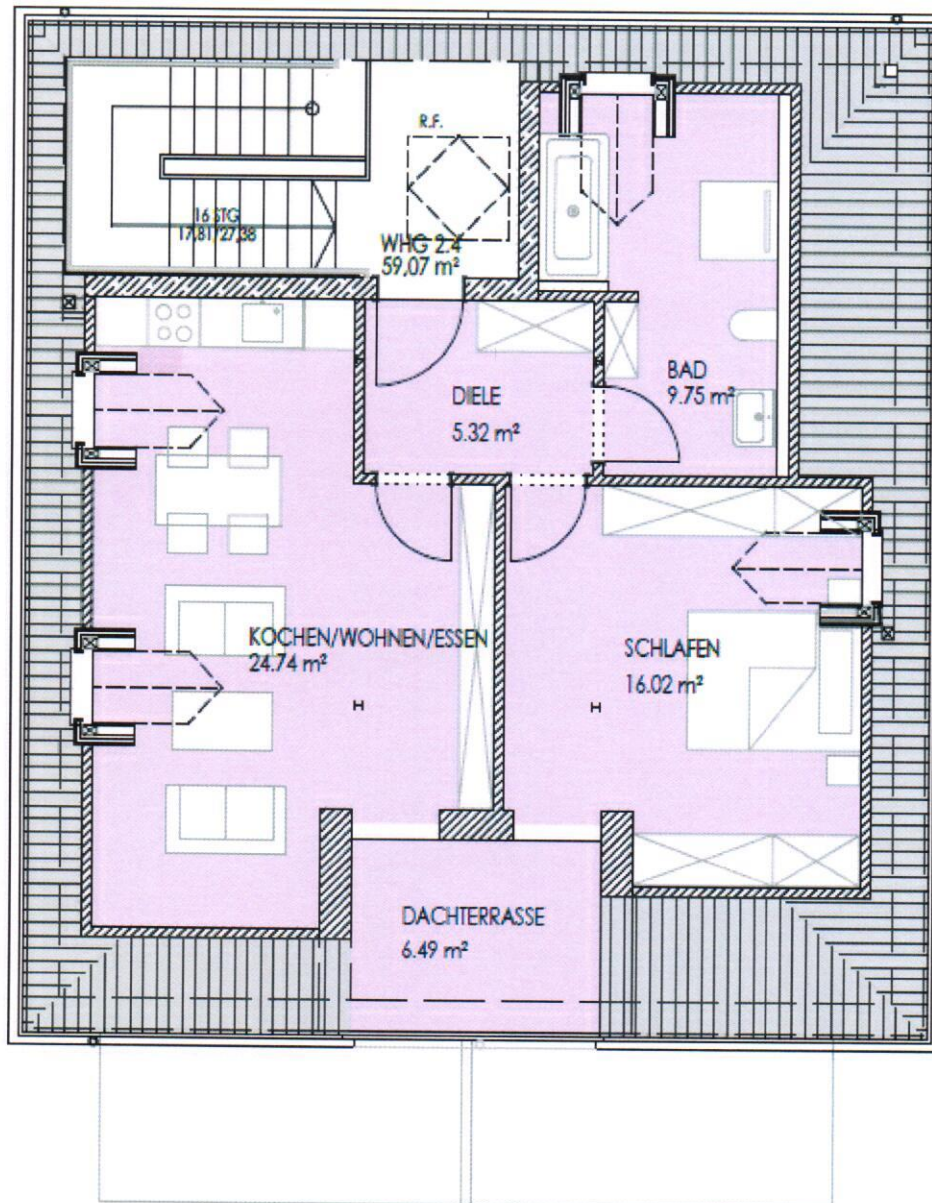 R.F.
16 STG
17,81/27,38
WHG 2.4
59,07 m²
BAD
9.75 m²
DIELE
5.32 m²
KOCHEN/WOHNEN/ESSEN
24.74 m²
SCHLAFEN
16.02 m²
DACHTERRASSE
6.49 m²